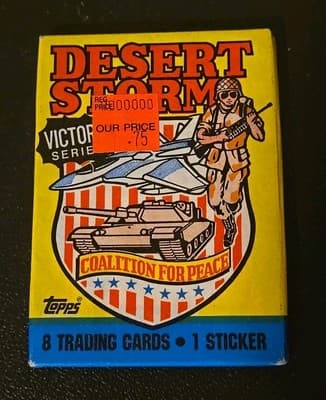 DESERT
STORM
REG.
PRICE 000000
OUR PRICE
.75
VICTOR
SERIE
COALITION FOR PEACE
TOPPS
8 TRADING CARDS • 1 STICKER